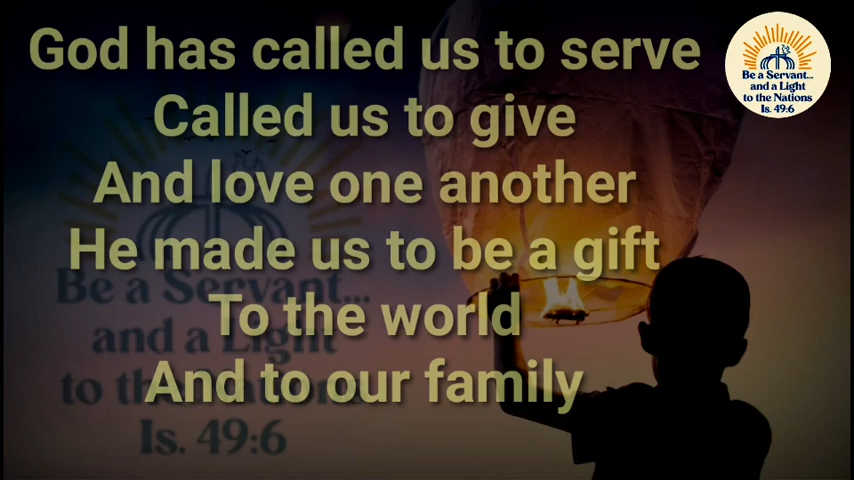 God has called us to serve
Called us to give
And love one another
He made us to be a gift
To the world
And to our family
Be a Servant...
and a Light
to the Nations
Is. 49:6
Be a Servant...
and a Light
to the Nations
Is. 49:6